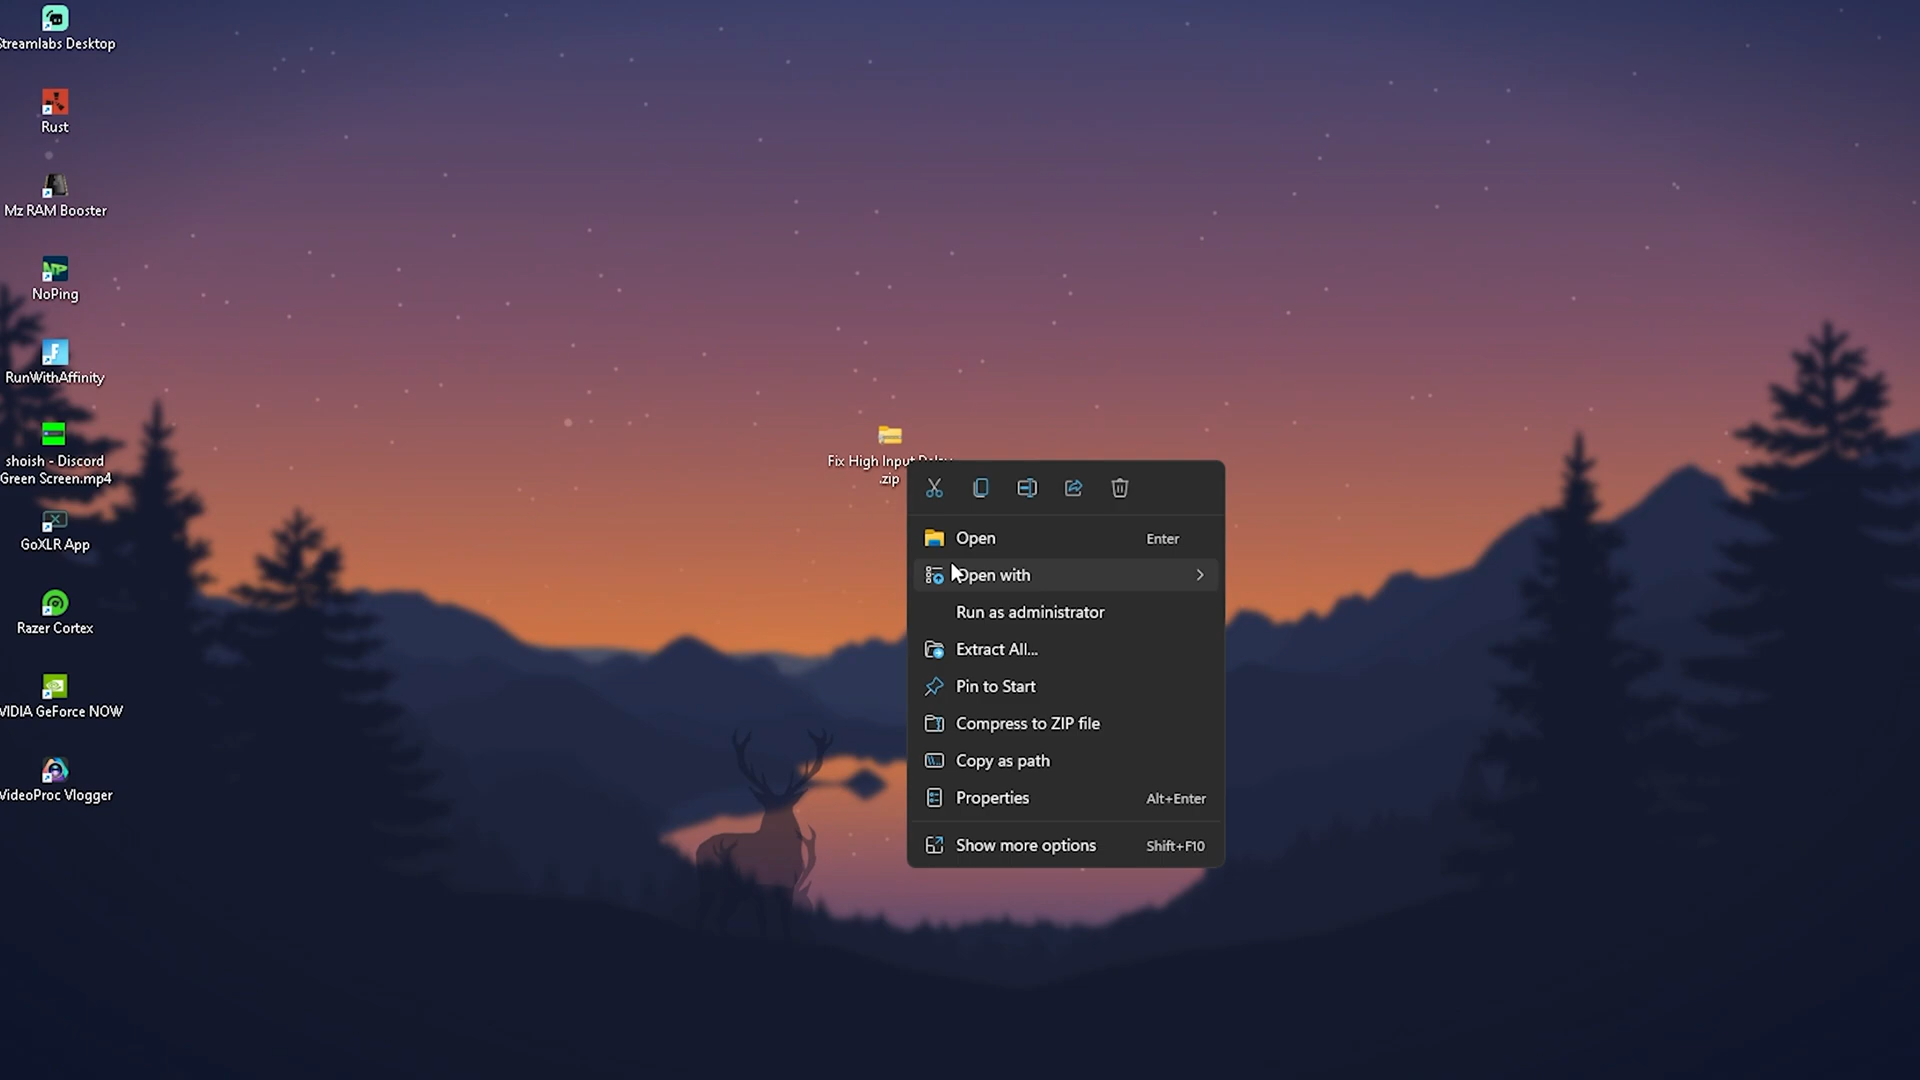 Streamlabs Desktop
Rust
Mz RAM Booster
NoPing
RunWithAffinity
shoish - Discord
Green Screen.mp4
GoXLR App
Razer Cortex
VIDIA GeForce NOW
VideoProc Vlogger
Fix High Input Delay
.zip
Open Enter
Open with
Run as administrator
Extract All...
Pin to Start
Compress to ZIP file
Copy as path
Properties Alt+Enter
Show more options Shift+F10